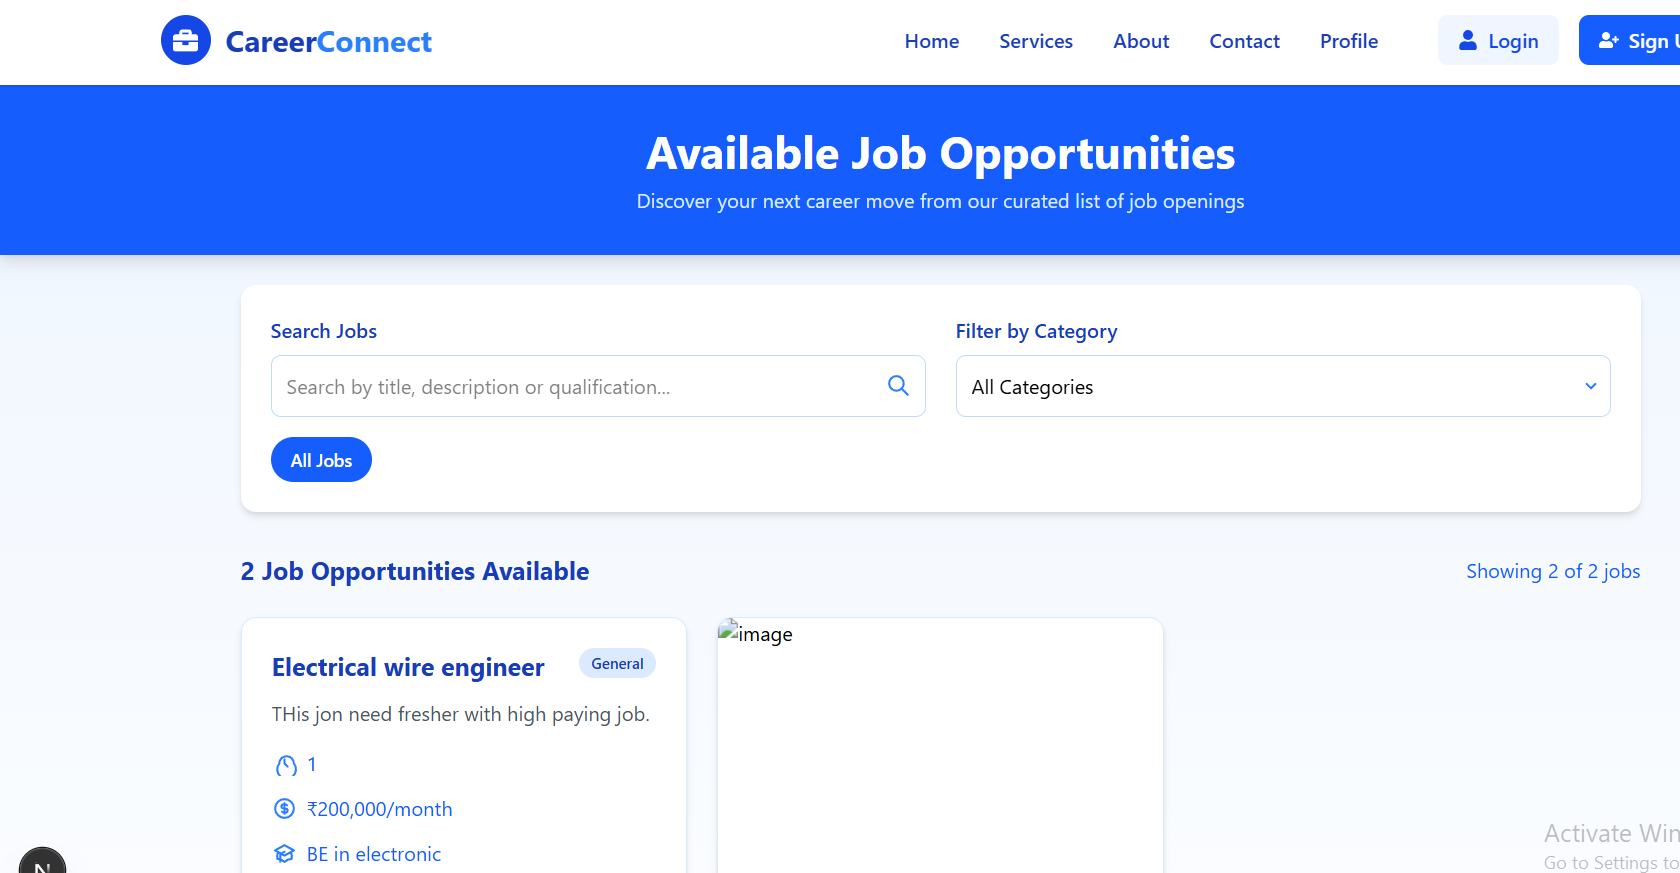 CareerConnect
Home Services About Contact Profile Login Sign U
Available Job Opportunities
Discover your next career move from our curated list of job openings
Search Jobs
Search by title, description or qualification...
Filter by Category
All Categories
All Jobs
2 Job Opportunities Available
Showing 2 of 2 jobs
Electrical wire engineer
General
THis jon need fresher with high paying job.
1
₹200,000/month
BE in electronic
image
Activate Win
Go to Settings to
N